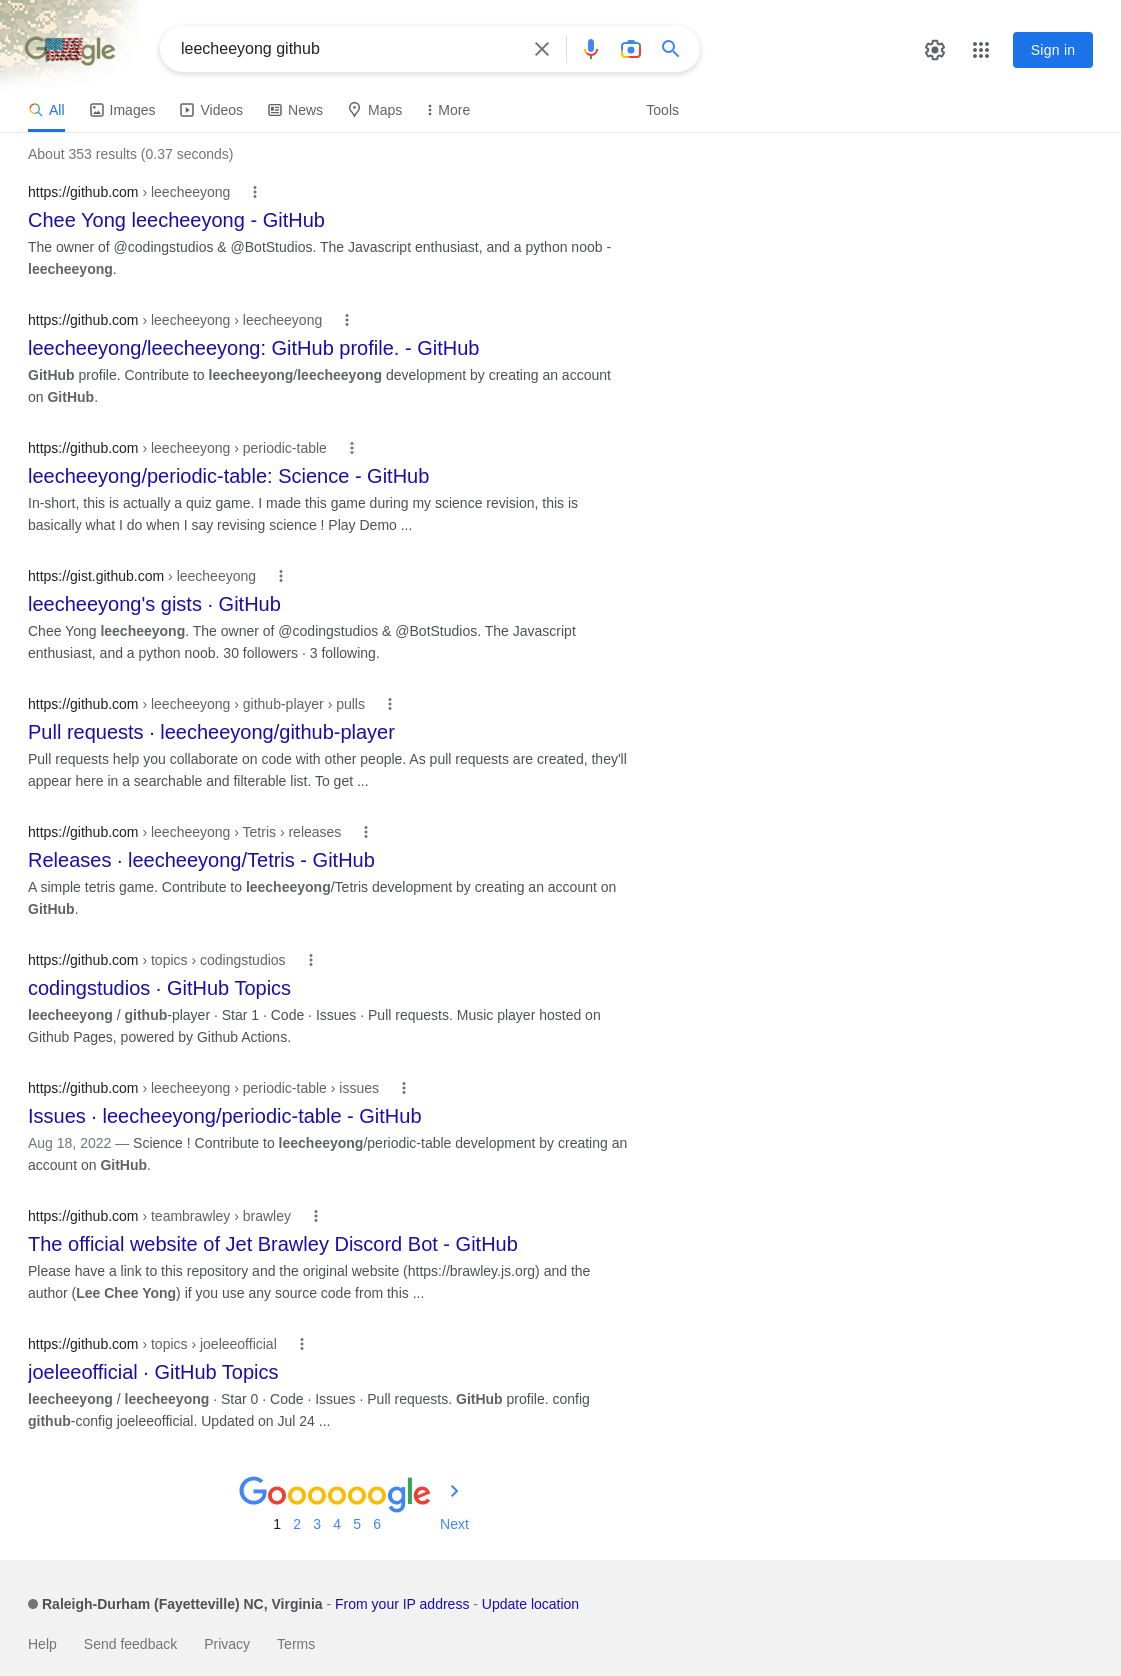 Google
leecheeyong github
Sign in
All Images Videos News Maps More Tools
About 353 results (0.37 seconds)
https://github.com › leecheeyong
Chee Yong leecheeyong - GitHub
The owner of @codingstudios & @BotStudios. The Javascript enthusiast, and a python noob -
leecheeyong.
https://github.com › leecheeyong › leecheeyong
leecheeyong/leecheeyong: GitHub profile. - GitHub
GitHub profile. Contribute to leecheeyong/leecheeyong development by creating an account
on GitHub.
https://github.com › leecheeyong › periodic-table
leecheeyong/periodic-table: Science - GitHub
In-short, this is actually a quiz game. I made this game during my science revision, this is
basically what I do when I say revising science ! Play Demo ...
https://gist.github.com › leecheeyong
leecheeyong's gists · GitHub
Chee Yong leecheeyong. The owner of @codingstudios & @BotStudios. The Javascript
enthusiast, and a python noob. 30 followers · 3 following.
https://github.com › leecheeyong › github-player › pulls
Pull requests · leecheeyong/github-player
Pull requests help you collaborate on code with other people. As pull requests are created, they'll
appear here in a searchable and filterable list. To get ...
https://github.com › leecheeyong › Tetris › releases
Releases · leecheeyong/Tetris - GitHub
A simple tetris game. Contribute to leecheeyong/Tetris development by creating an account on
GitHub.
https://github.com › topics › codingstudios
codingstudios · GitHub Topics
leecheeyong / github-player · Star 1 · Code · Issues · Pull requests. Music player hosted on
Github Pages, powered by Github Actions.
https://github.com › leecheeyong › periodic-table › issues
Issues · leecheeyong/periodic-table - GitHub
Aug 18, 2022 — Science ! Contribute to leecheeyong/periodic-table development by creating an
account on GitHub.
https://github.com › teambrawley › brawley
The official website of Jet Brawley Discord Bot - GitHub
Please have a link to this repository and the original website (https://brawley.js.org) and the
author (Lee Chee Yong) if you use any source code from this ...
https://github.com › topics › joeleeofficial
joeleeofficial · GitHub Topics
leecheeyong / leecheeyong · Star 0 · Code · Issues · Pull requests. GitHub profile. config
github-config joeleeofficial. Updated on Jul 24 ...
Goooooogle
1 2 3 4 5 6 Next
Raleigh-Durham (Fayetteville) NC, Virginia - From your IP address - Update location
Help Send feedback Privacy Terms